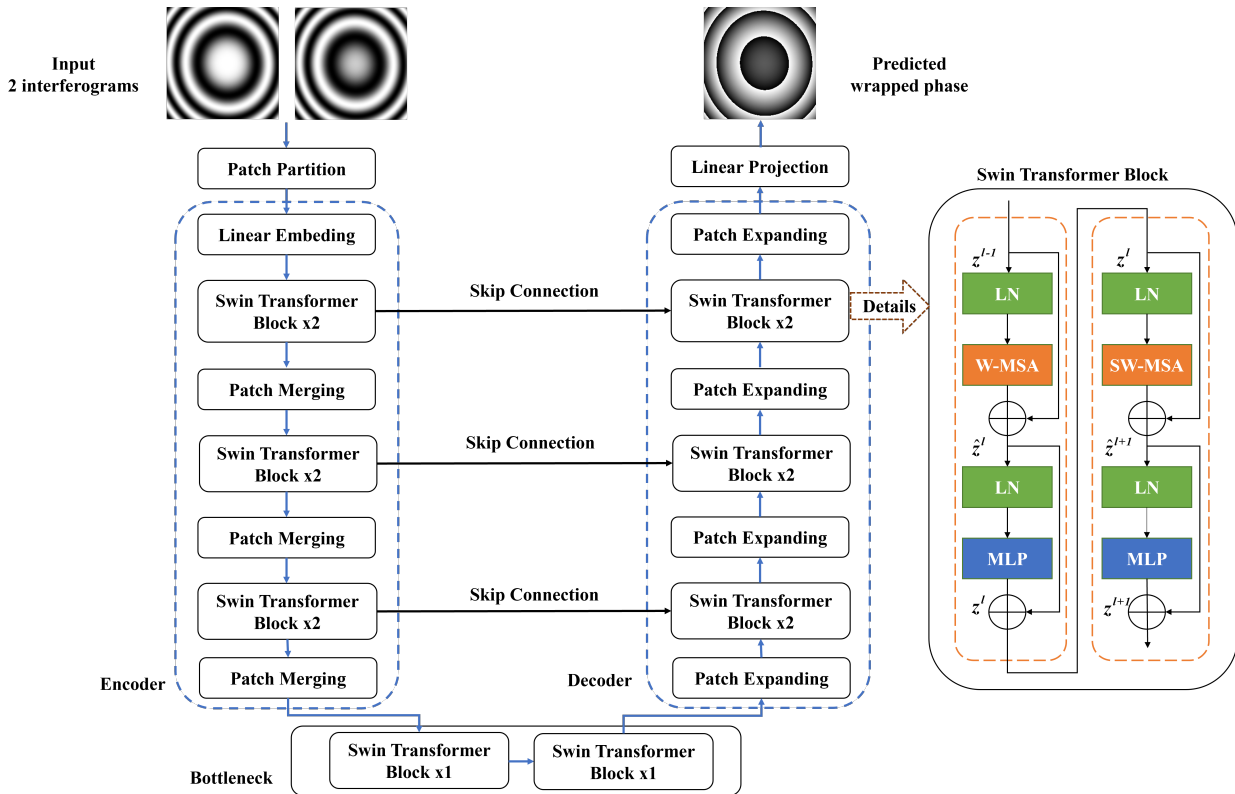 Input
2 interferograms
Predicted
wrapped phase
Patch Partition
Linear Embeding
Swin Transformer
Block x2
Patch Merging
Swin Transformer
Block x2
Patch Merging
Swin Transformer
Block x2
Patch Merging
Encoder
Skip Connection
Skip Connection
Skip Connection
Linear Projection
Patch Expanding
Swin Transformer
Block x2
Patch Expanding
Swin Transformer
Block x2
Patch Expanding
Swin Transformer
Block x2
Patch Expanding
Decoder
Swin Transformer
Block x1
Swin Transformer
Block x1
Bottleneck
Details
Swin Transformer Block
z^{l-1}
LN
W-MSA
ẑ^{l}
LN
MLP
z^{l}
z^{l}
LN
SW-MSA
ẑ^{l+1}
LN
MLP
z^{l+1}